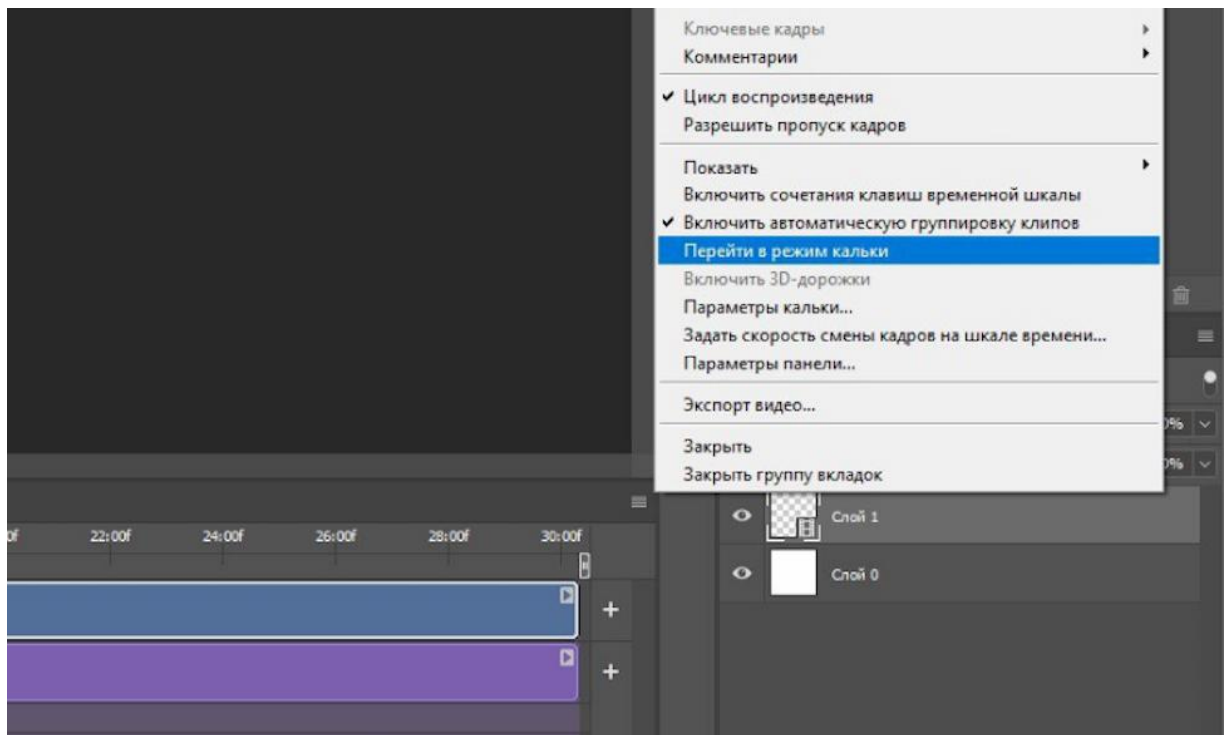 Ключевые кадры
Комментарии
Цикл воспроизведения
Разрешить пропуск кадров
Показать
Включить сочетания клавиш временной шкалы
Включить автоматическую группировку клипов
Перейти в режим кальки
Включить 3D-дорожки
Параметры кальки...
Задать скорость смены кадров на шкале времени...
Параметры панели...
Экспорт видео...
Закрыть
Закрыть группу вкладок
22:00f 24:00f 26:00f 28:00f 30:00f
Слой 1
Слой 0